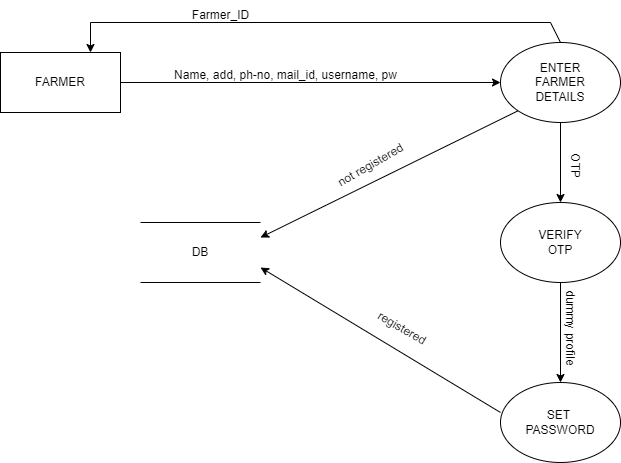 Farmer_ID
FARMER
Name, add, ph-no, mail_id, username, pw
ENTER
FARMER
DETAILS
not registered
OTP
DB
VERIFY
OTP
registered
dummy profile
SET
PASSWORD